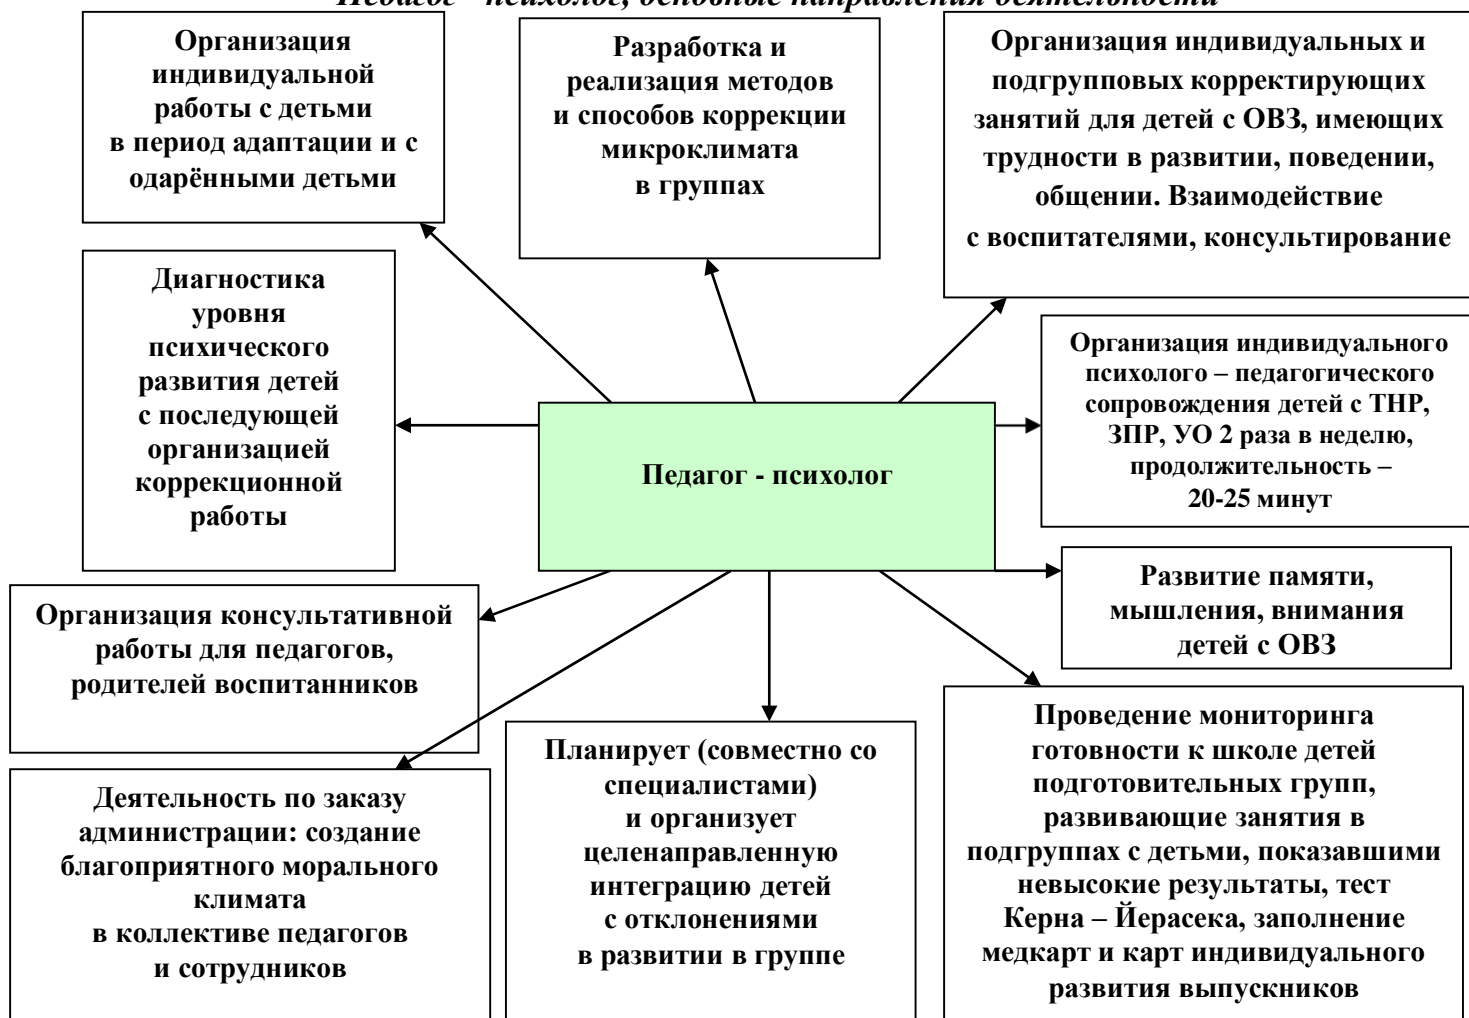 Педагог - психолог, основные направления деятельности
Организация
индивидуальной
работы с детьми
в период адаптации и с
одарёнными детьми
Разработка и
реализация методов
и способов коррекции
микроклимата
в группах
Организация индивидуальных и
подгрупповых корректирующих
занятий для детей с ОВЗ, имеющих
трудности в развитии, поведении,
общении. Взаимодействие
с воспитателями, консультирование
Диагностика
уровня
психического
развития детей
с последующей
организацией
коррекционной
работы
Организация индивидуального
психолого – педагогического
сопровождения детей с ТНР,
ЗПР, УО 2 раза в неделю,
продолжительность –
20-25 минут
Педагог - психолог
Развитие памяти,
мышления, внимания
детей с ОВЗ
Организация консультативной
работы для педагогов,
родителей воспитанников
Деятельность по заказу
администрации: создание
благоприятного морального
климата
в коллективе педагогов
и сотрудников
Планирует (совместно со
специалистами)
и организует
целенаправленную
интеграцию детей
с отклонениями
в развитии в группе
Проведение мониторинга
готовности к школе детей
подготовительных групп,
развивающие занятия в
подгруппах с детьми, показавшими
невысокие результаты, тест
Керна – Йерасека, заполнение
медкарт и карт индивидуального
развития выпускников